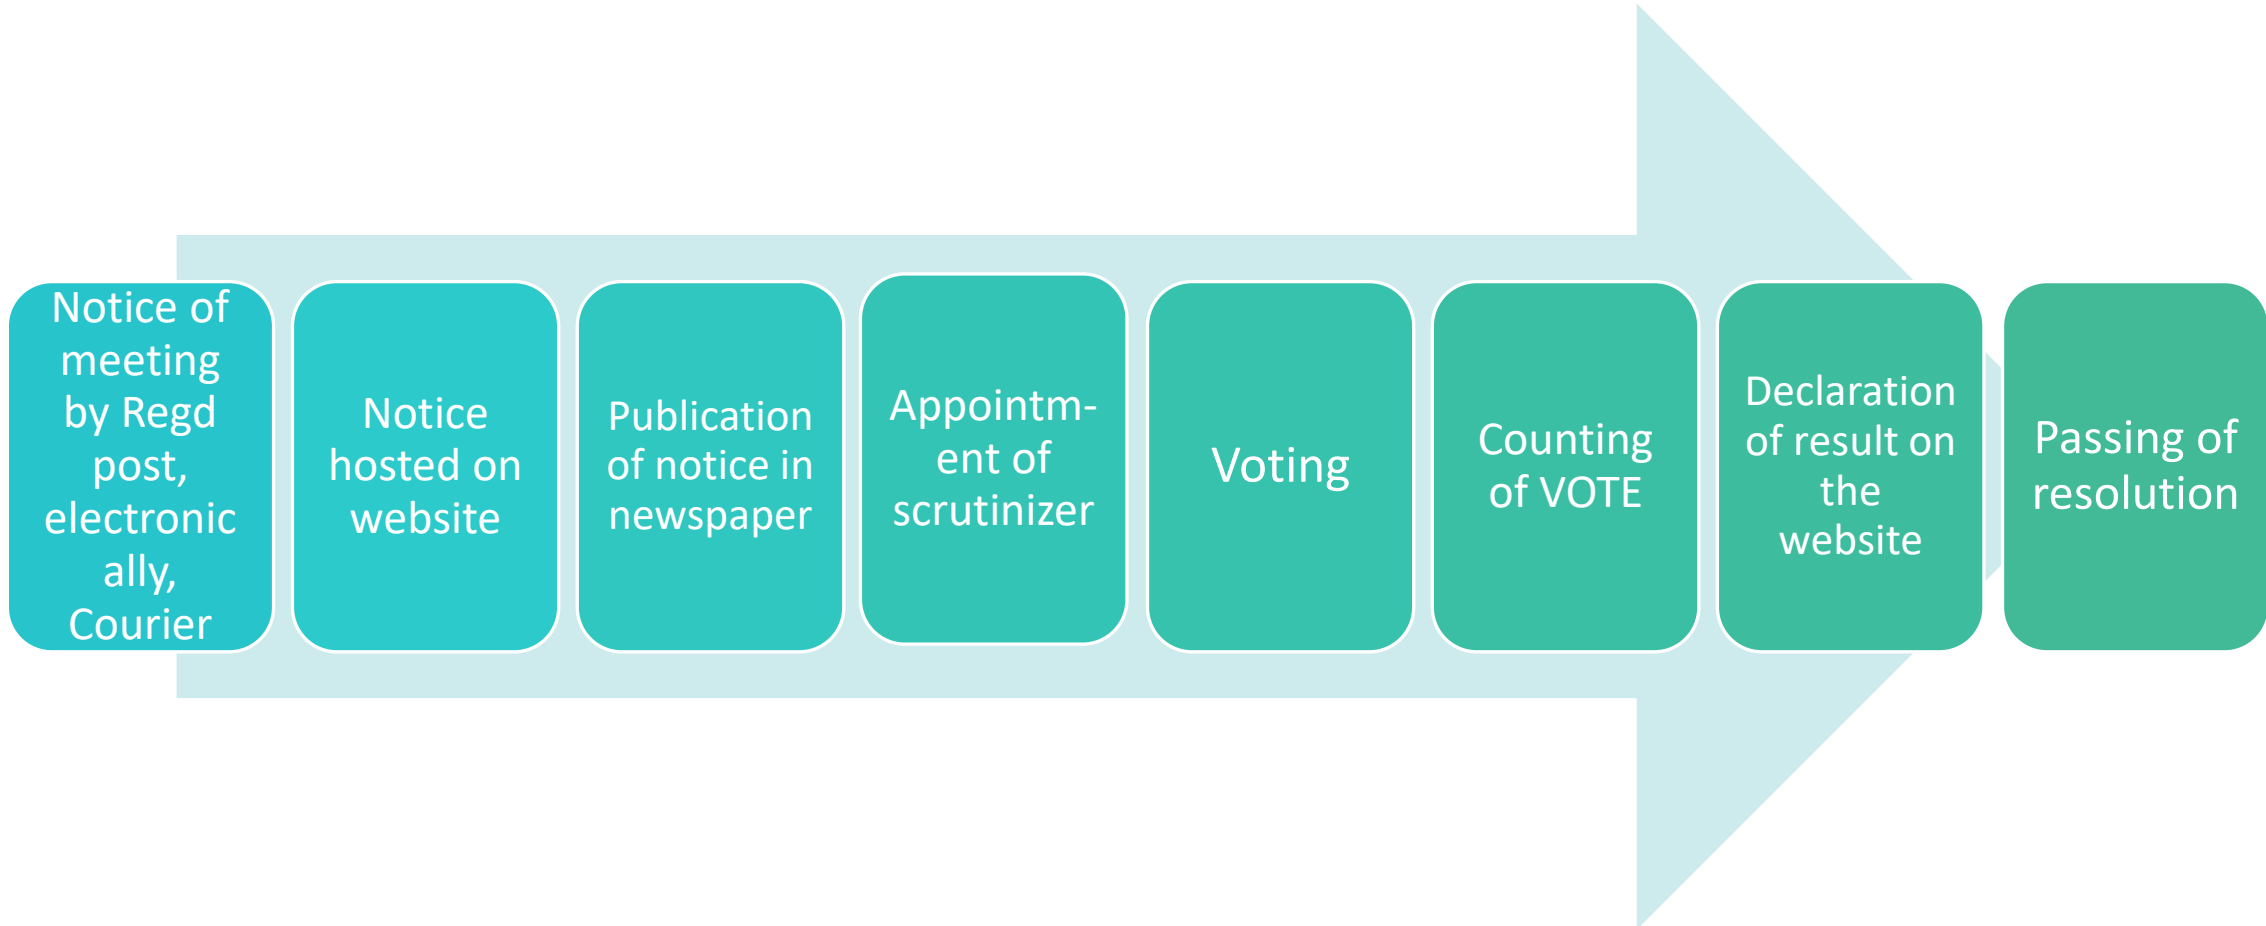 Notice of
meeting
by Regd
post,
electronic
ally,
Courier
Notice
hosted on
website
Publication
of notice in
newspaper
Appointm-
ent of
scrutinizer
Voting
Counting
of VOTE
Declaration
of result on
the
website
Passing of
resolution